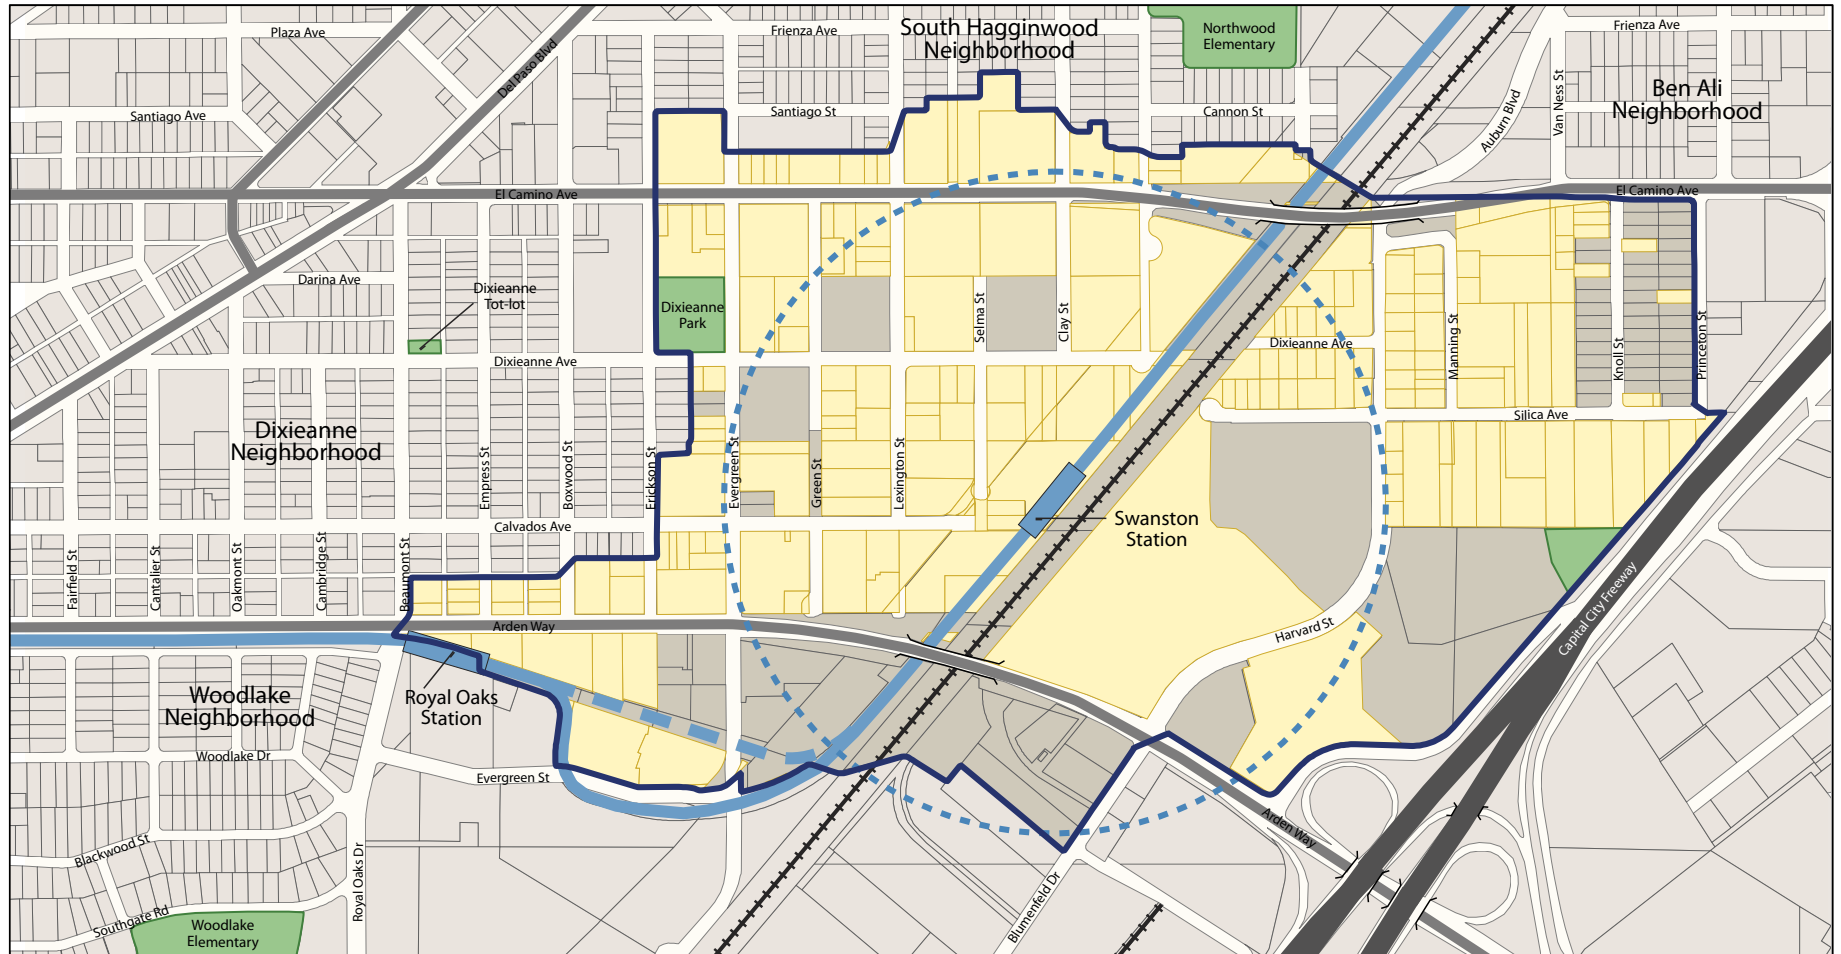 Plaza Ave
Del Paso Blvd
Frienza Ave
South Hagginwood
Neighborhood
Northwood
Elementary
Frienza Ave
Santiago Ave
Santiago St
Cannon St
Auburn Blvd
Van Ness St
Ben Ali
Neighborhood
El Camino Ave
El Camino Ave
Darina Ave
Dixieanne
Tot-lot
Dixieanne
Park
Selma St
Clay St
Dixieanne Ave
Manning St
Knoll St
Princeton St
Dixieanne Ave
Silica Ave
Dixieanne
Neighborhood
Empress St
Boxwood St
Erickson St
Evergreen St
Green St
Lexington St
Calvados Ave
Swanston
Station
Fairfield St
Cantalier St
Oakmont St
Cambridge St
Beaumont St
Arden Way
Harvard St
Capital City Freeway
Woodlake
Neighborhood
Royal Oaks
Station
Woodlake Dr
Evergreen St
Arden Way
Blackwood St
Royal Oaks Dr
Blumenfeld Dr
Southgate Rd
Woodlake
Elementary